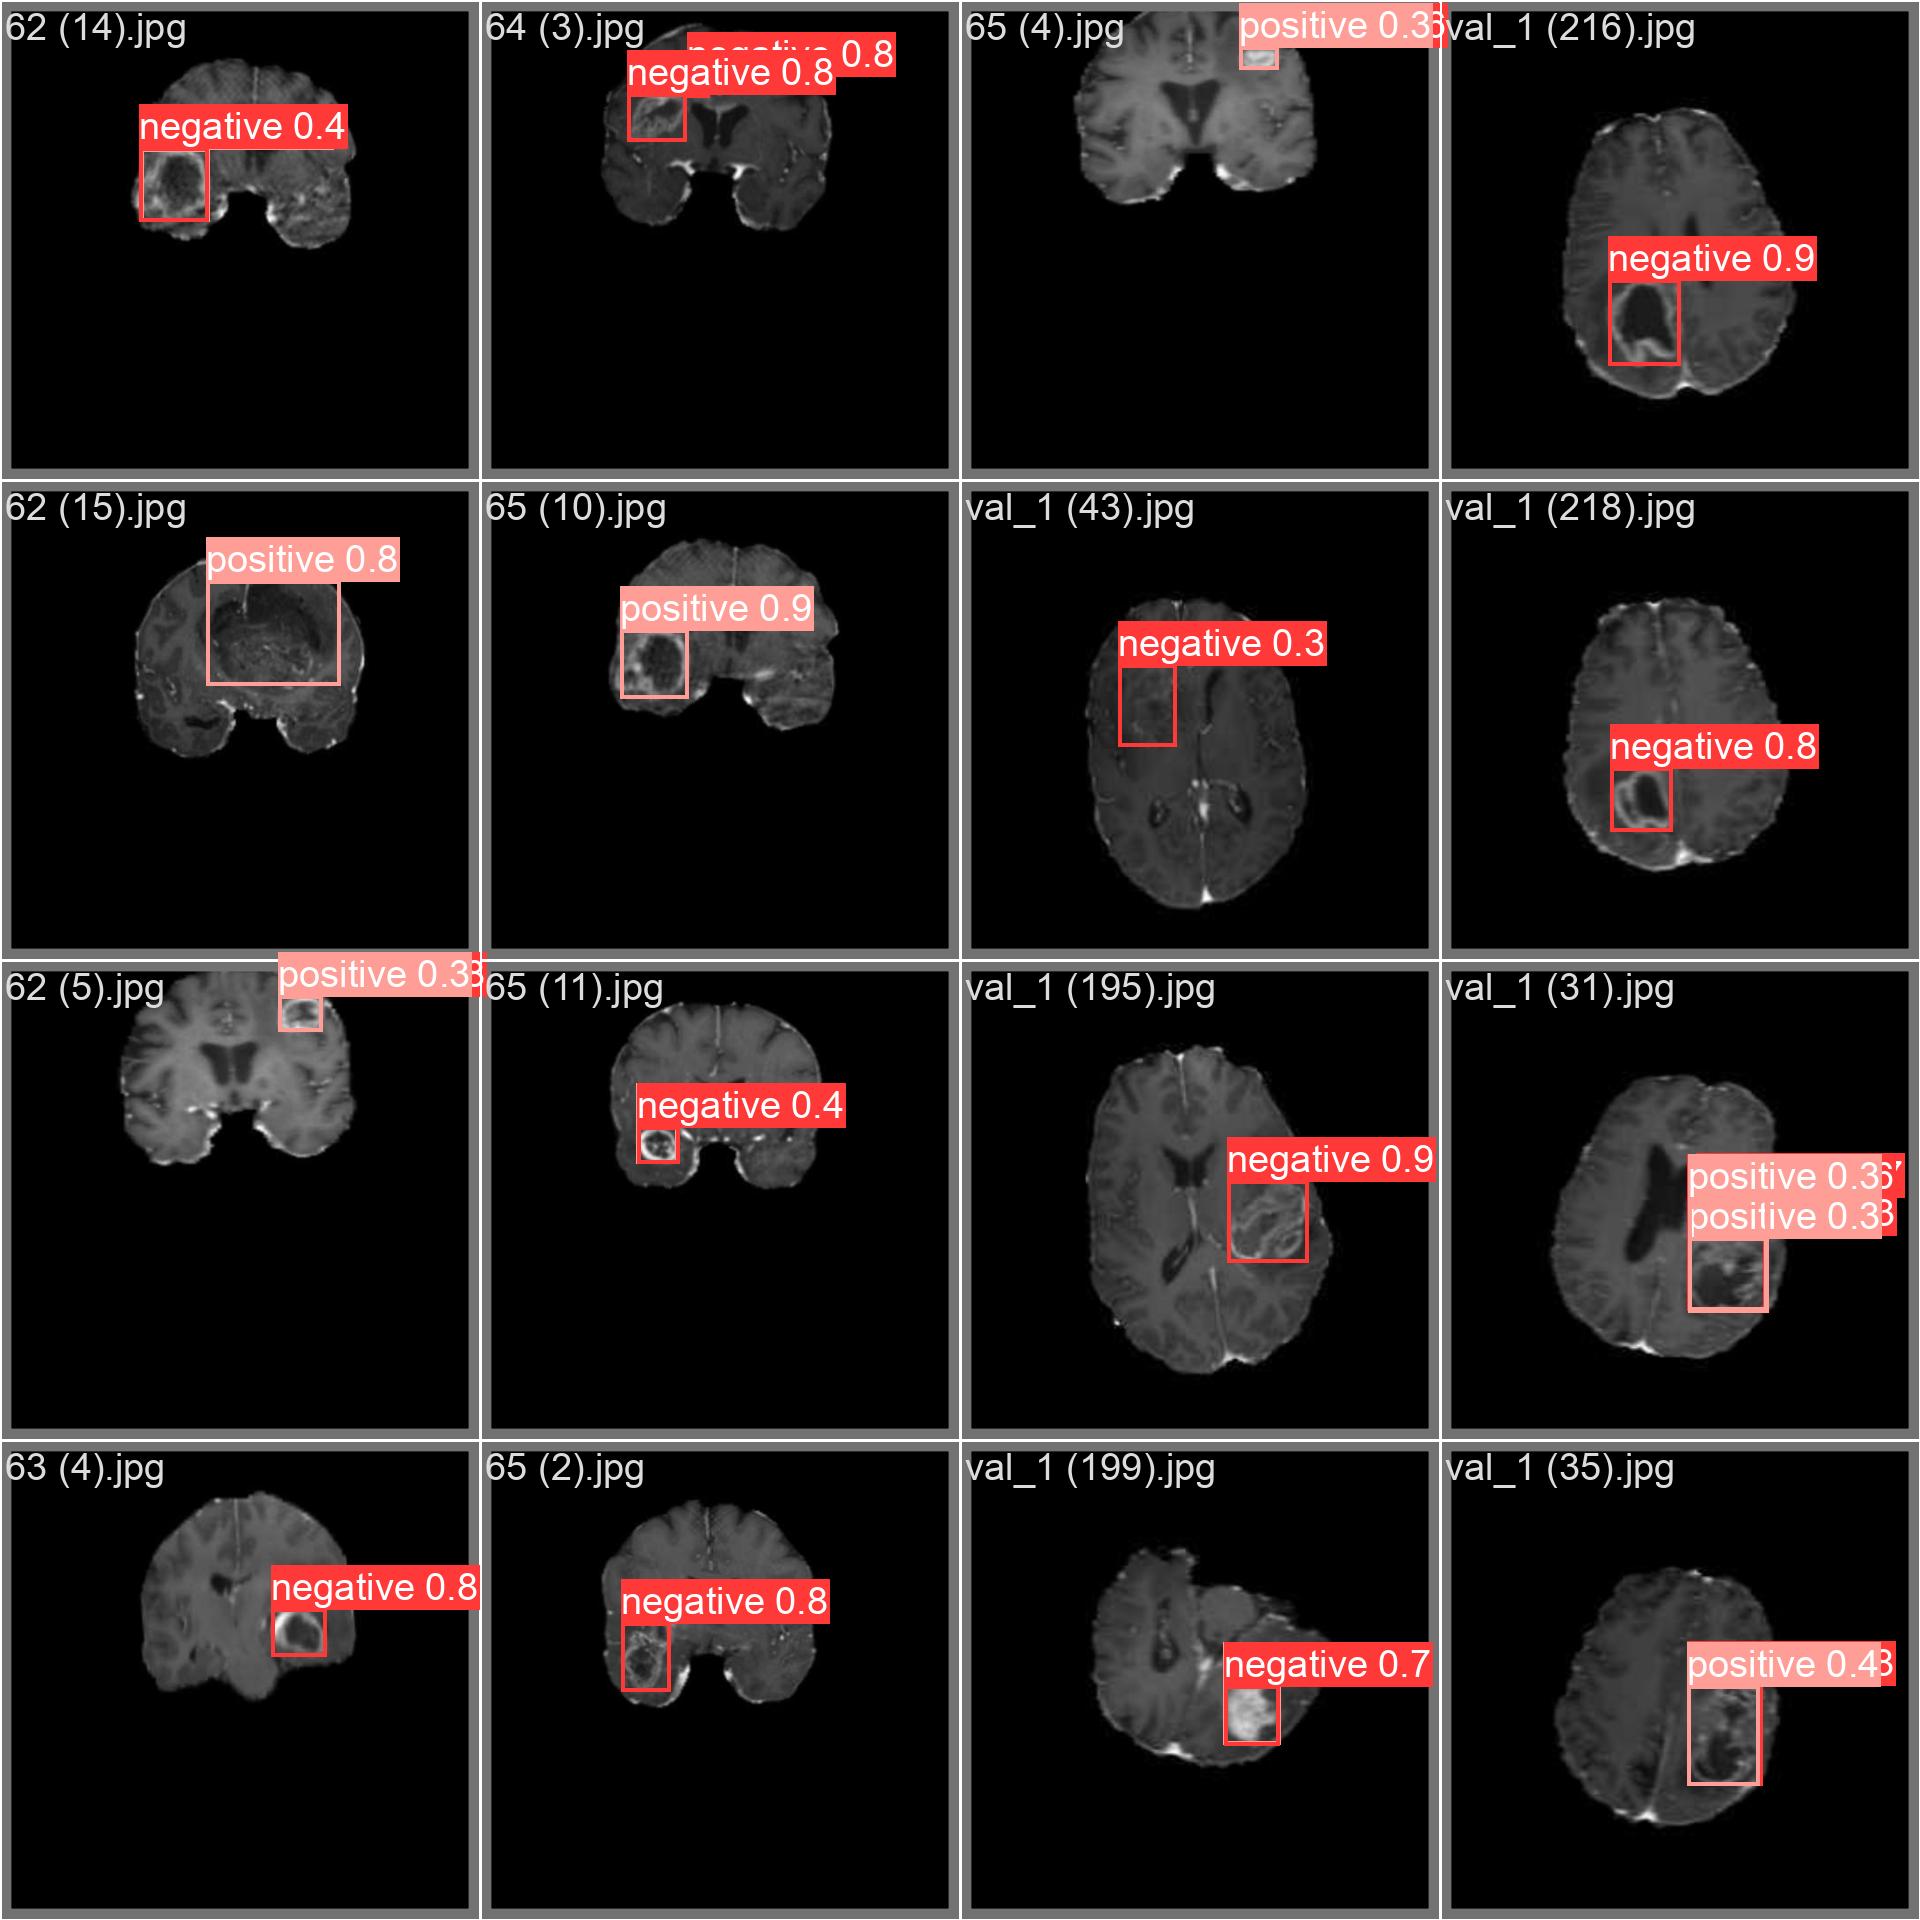 62 (14).jpg
negative 0.4
64 (3).jpg
negative 0.8
negative 0.8
65 (4).jpg
positive 0.3
val_1 (216).jpg
negative 0.9
62 (15).jpg
positive 0.8
65 (10).jpg
positive 0.9
val_1 (43).jpg
negative 0.3
val_1 (218).jpg
negative 0.8
62 (5).jpg
positive 0.3
65 (11).jpg
negative 0.4
val_1 (195).jpg
negative 0.9
val_1 (31).jpg
positive 0.3
positive 0.3
63 (4).jpg
negative 0.8
65 (2).jpg
negative 0.8
val_1 (199).jpg
negative 0.7
val_1 (35).jpg
positive 0.4